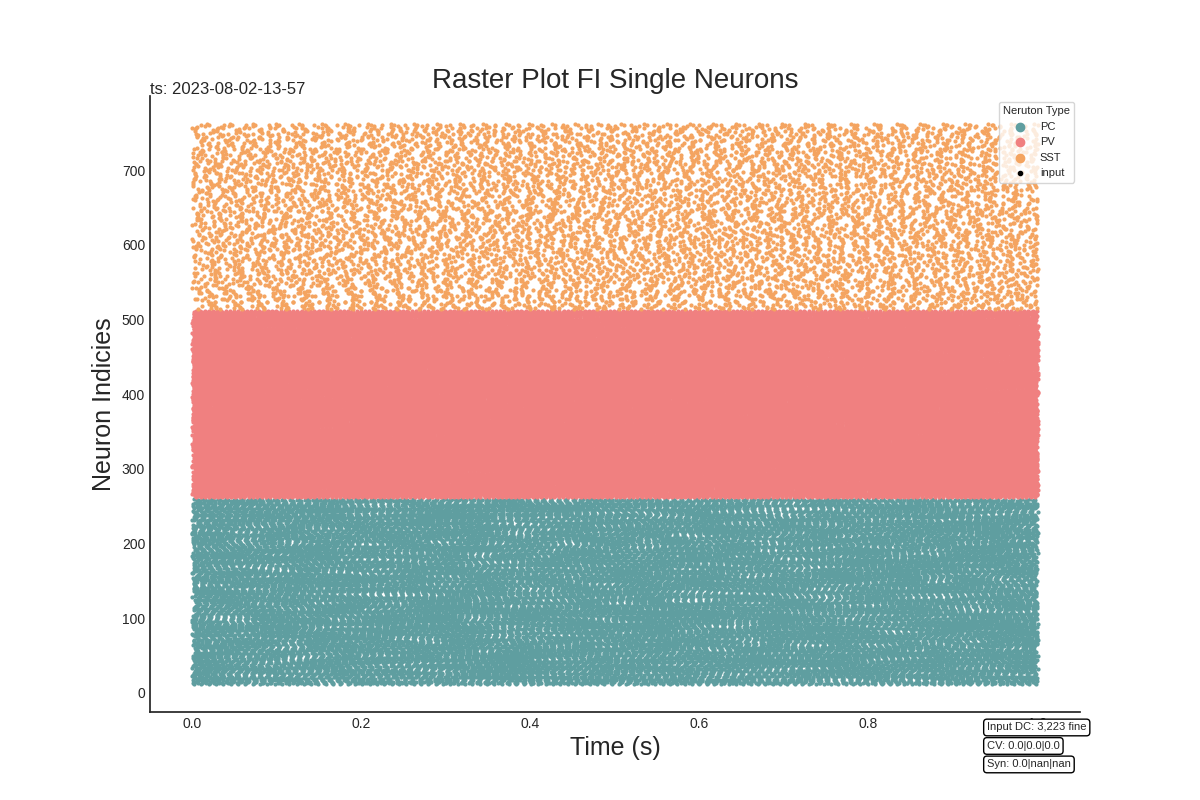 Raster Plot FI Single Neurons
ts: 2023-08-02-13-57
Neruton Type
PC
PV
SST
input
Neuron Indicies
700
600
500
400
300
200
100
0
0.0 0.2 0.4 0.6 0.8
Time (s)
Input DC: 3,223 fine
CV: 0.0|0.0|0.0
Syn: 0.0|nan|nan